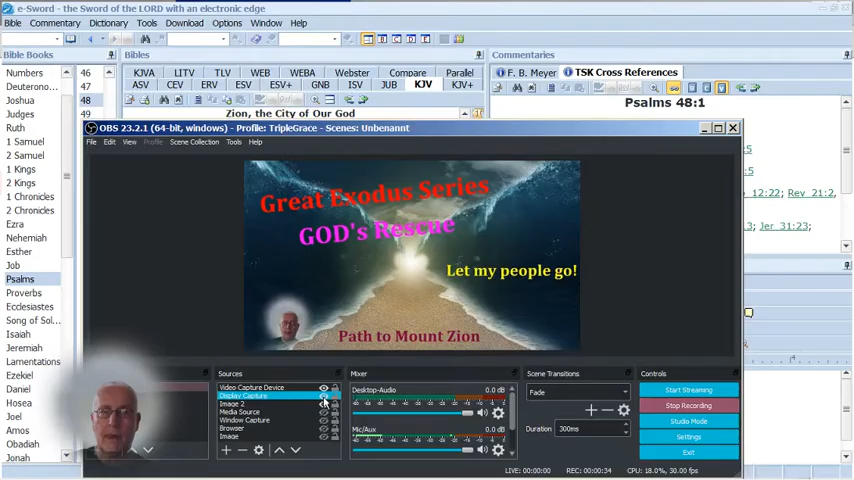 e-Sword - the Sword of the LORD with an electronic edge
Bible Commentary Dictionary Tools Download Options Window Help
B C D E
Bible Books
Bibles
Commentaries
Numbers
Deuterono...
Joshua
Judges
Ruth
1 Samuel
2 Samuel
1 Kings
2 Kings
1 Chronicles
2 Chronicles
Ezra
Nehemiah
Esther
Job
Psalms
Proverbs
Ecclesiastes
Song of Sol...
Isaiah
Jeremiah
Lamentations
Ezekiel
Daniel
Hosea
Joel
Amos
Obadiah
Jonah
46
47
48
49
KJVA LITV TLV WEB WEBA Webster Compare Parallel
ASV CEV ERV ESV ESV+ GNB ISV JUB KJV KJV+
Zion, the City of Our God
F. B. Meyer TSK Cross References
Psalms 48:1
12:22; Rev 21:2,
Jer 31:23;
OBS 23.2.1 (64-bit, windows) - Profile: TripleGrace - Scenes: Unbenannt
File Edit View Profile Scene Collection Tools Help
Great Exodus Series
GOD's Rescue
Let my people go!
Path to Mount Zion
Sources
Video Capture Device
Display Capture
Image 2
Media Source
Window Capture
Browser
Image
Mixer
Desktop-Audio 0.0 dB
Mic/Aux 0.0 dB
Scene Transitions
Fade
Duration 300ms
Controls
Start Streaming
Stop Recording
Studio Mode
Settings
Exit
LIVE: 00:00:00 REC: 00:00:34 CPU: 18.0%, 30.00 fps